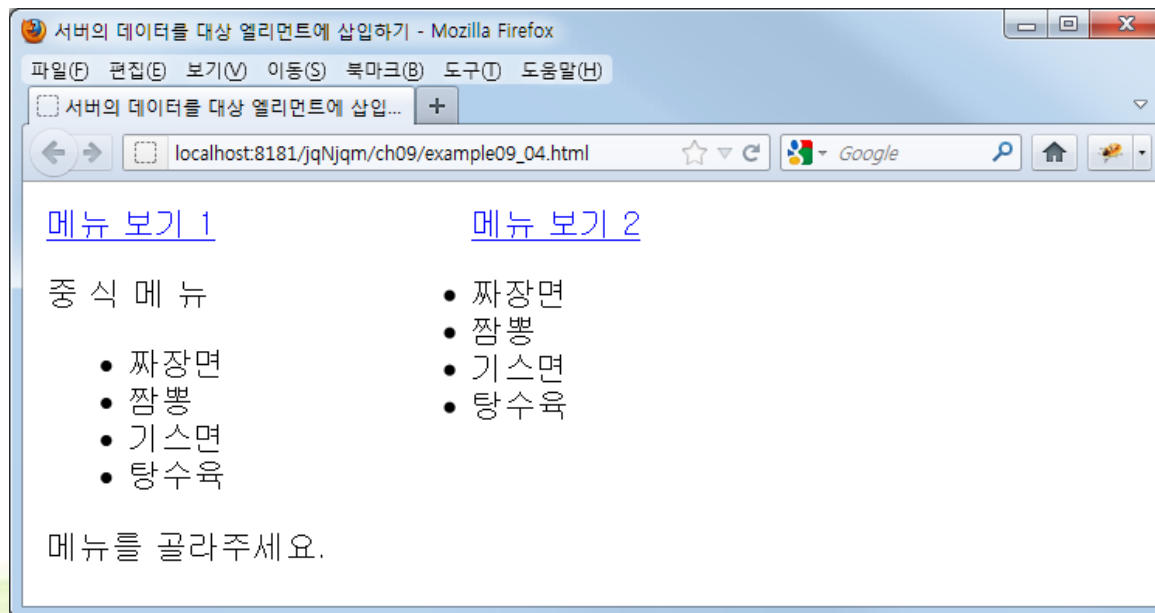 서버의 데이터를 대상 엘리먼트에 삽입하기 - Mozilla Firefox
파일(F) 편집(E) 보기(V) 이동(S) 북마크(B) 도구(T) 도움말(H)
서버의 데이터를 대상 엘리먼트에 삽입... +
localhost:8181/jqNjqm/ch09/example09_04.html Google
메뉴 보기 1
중 식 메 뉴
• 짜장면
• 짬뽕
• 기스면
• 탕수육
메뉴를 골라주세요.
메뉴 보기 2
• 짜장면
• 짬뽕
• 기스면
• 탕수육